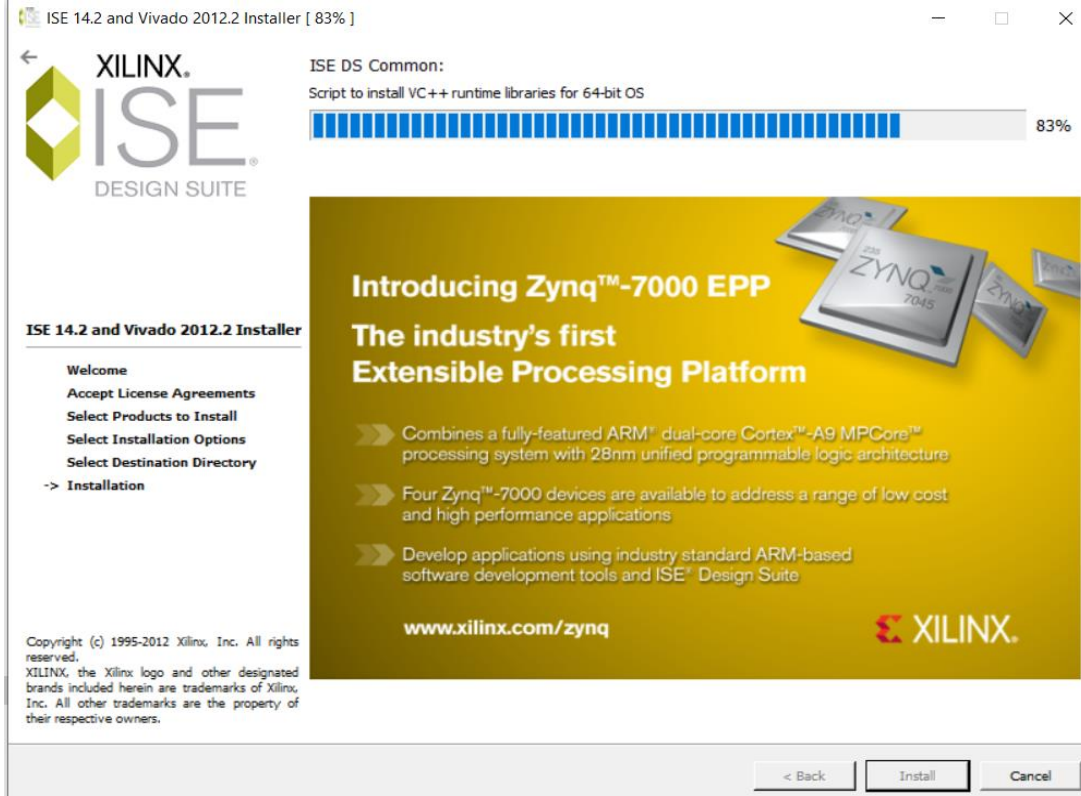 ISE 14.2 and Vivado 2012.2 Installer [ 83% ]
XILINX®
ISE®
DESIGN SUITE
ISE DS Common:
Script to install VC++ runtime libraries for 64-bit OS
83%
ISE 14.2 and Vivado 2012.2 Installer
Welcome
Accept License Agreements
Select Products to Install
Select Installation Options
Select Destination Directory
-> Installation
Introducing Zynq™-7000 EPP
The industry's first
Extensible Processing Platform
Combines a fully-featured ARM® dual-core Cortex™-A9 MPCore™
processing system with 28nm unified programmable logic architecture
Four Zynq™-7000 devices are available to address a range of low cost
and high performance applications
Develop applications using industry standard ARM-based
software development tools and ISE® Design Suite
www.xilinx.com/zynq
XILINX®
ZYNQ
ZYNQ
7045
ZYNQ
Copyright (c) 1995-2012 Xilinx, Inc. All rights
reserved.
XILINX, the Xilinx logo and other designated
brands included herein are trademarks of Xilinx,
Inc. All other trademarks are the property of
their respective owners.
< Back
Install
Cancel